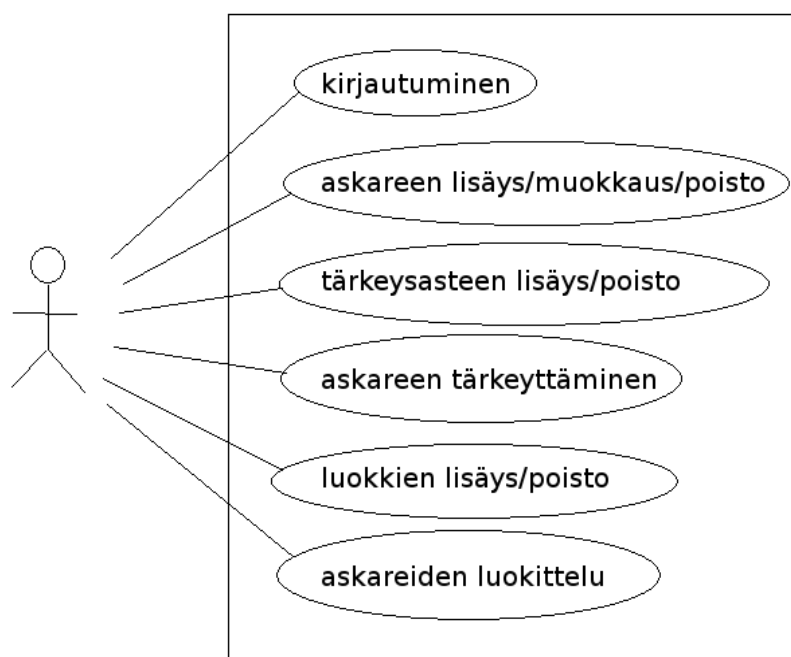 kirjautuminen
askareen lisäys/muokkaus/poisto
tärkeysasteen lisäys/poisto
askareen tärkeyttäminen
luokkien lisäys/poisto
askareiden luokittelu